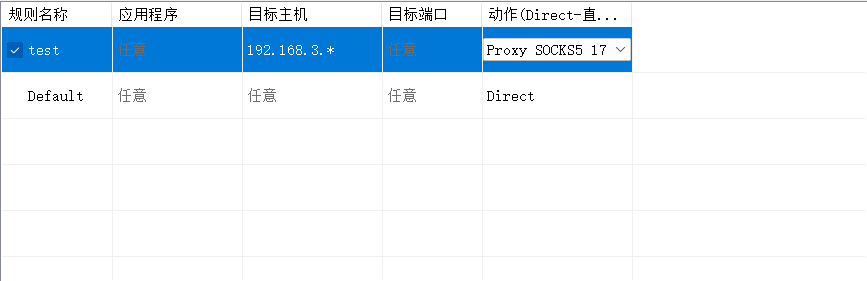 规则名称 应用程序 目标主机 目标端口 动作(Direct-直...
test 任意 192.168.3.* 任意 Proxy SOCKS5 17
Default 任意 任意 任意 Direct